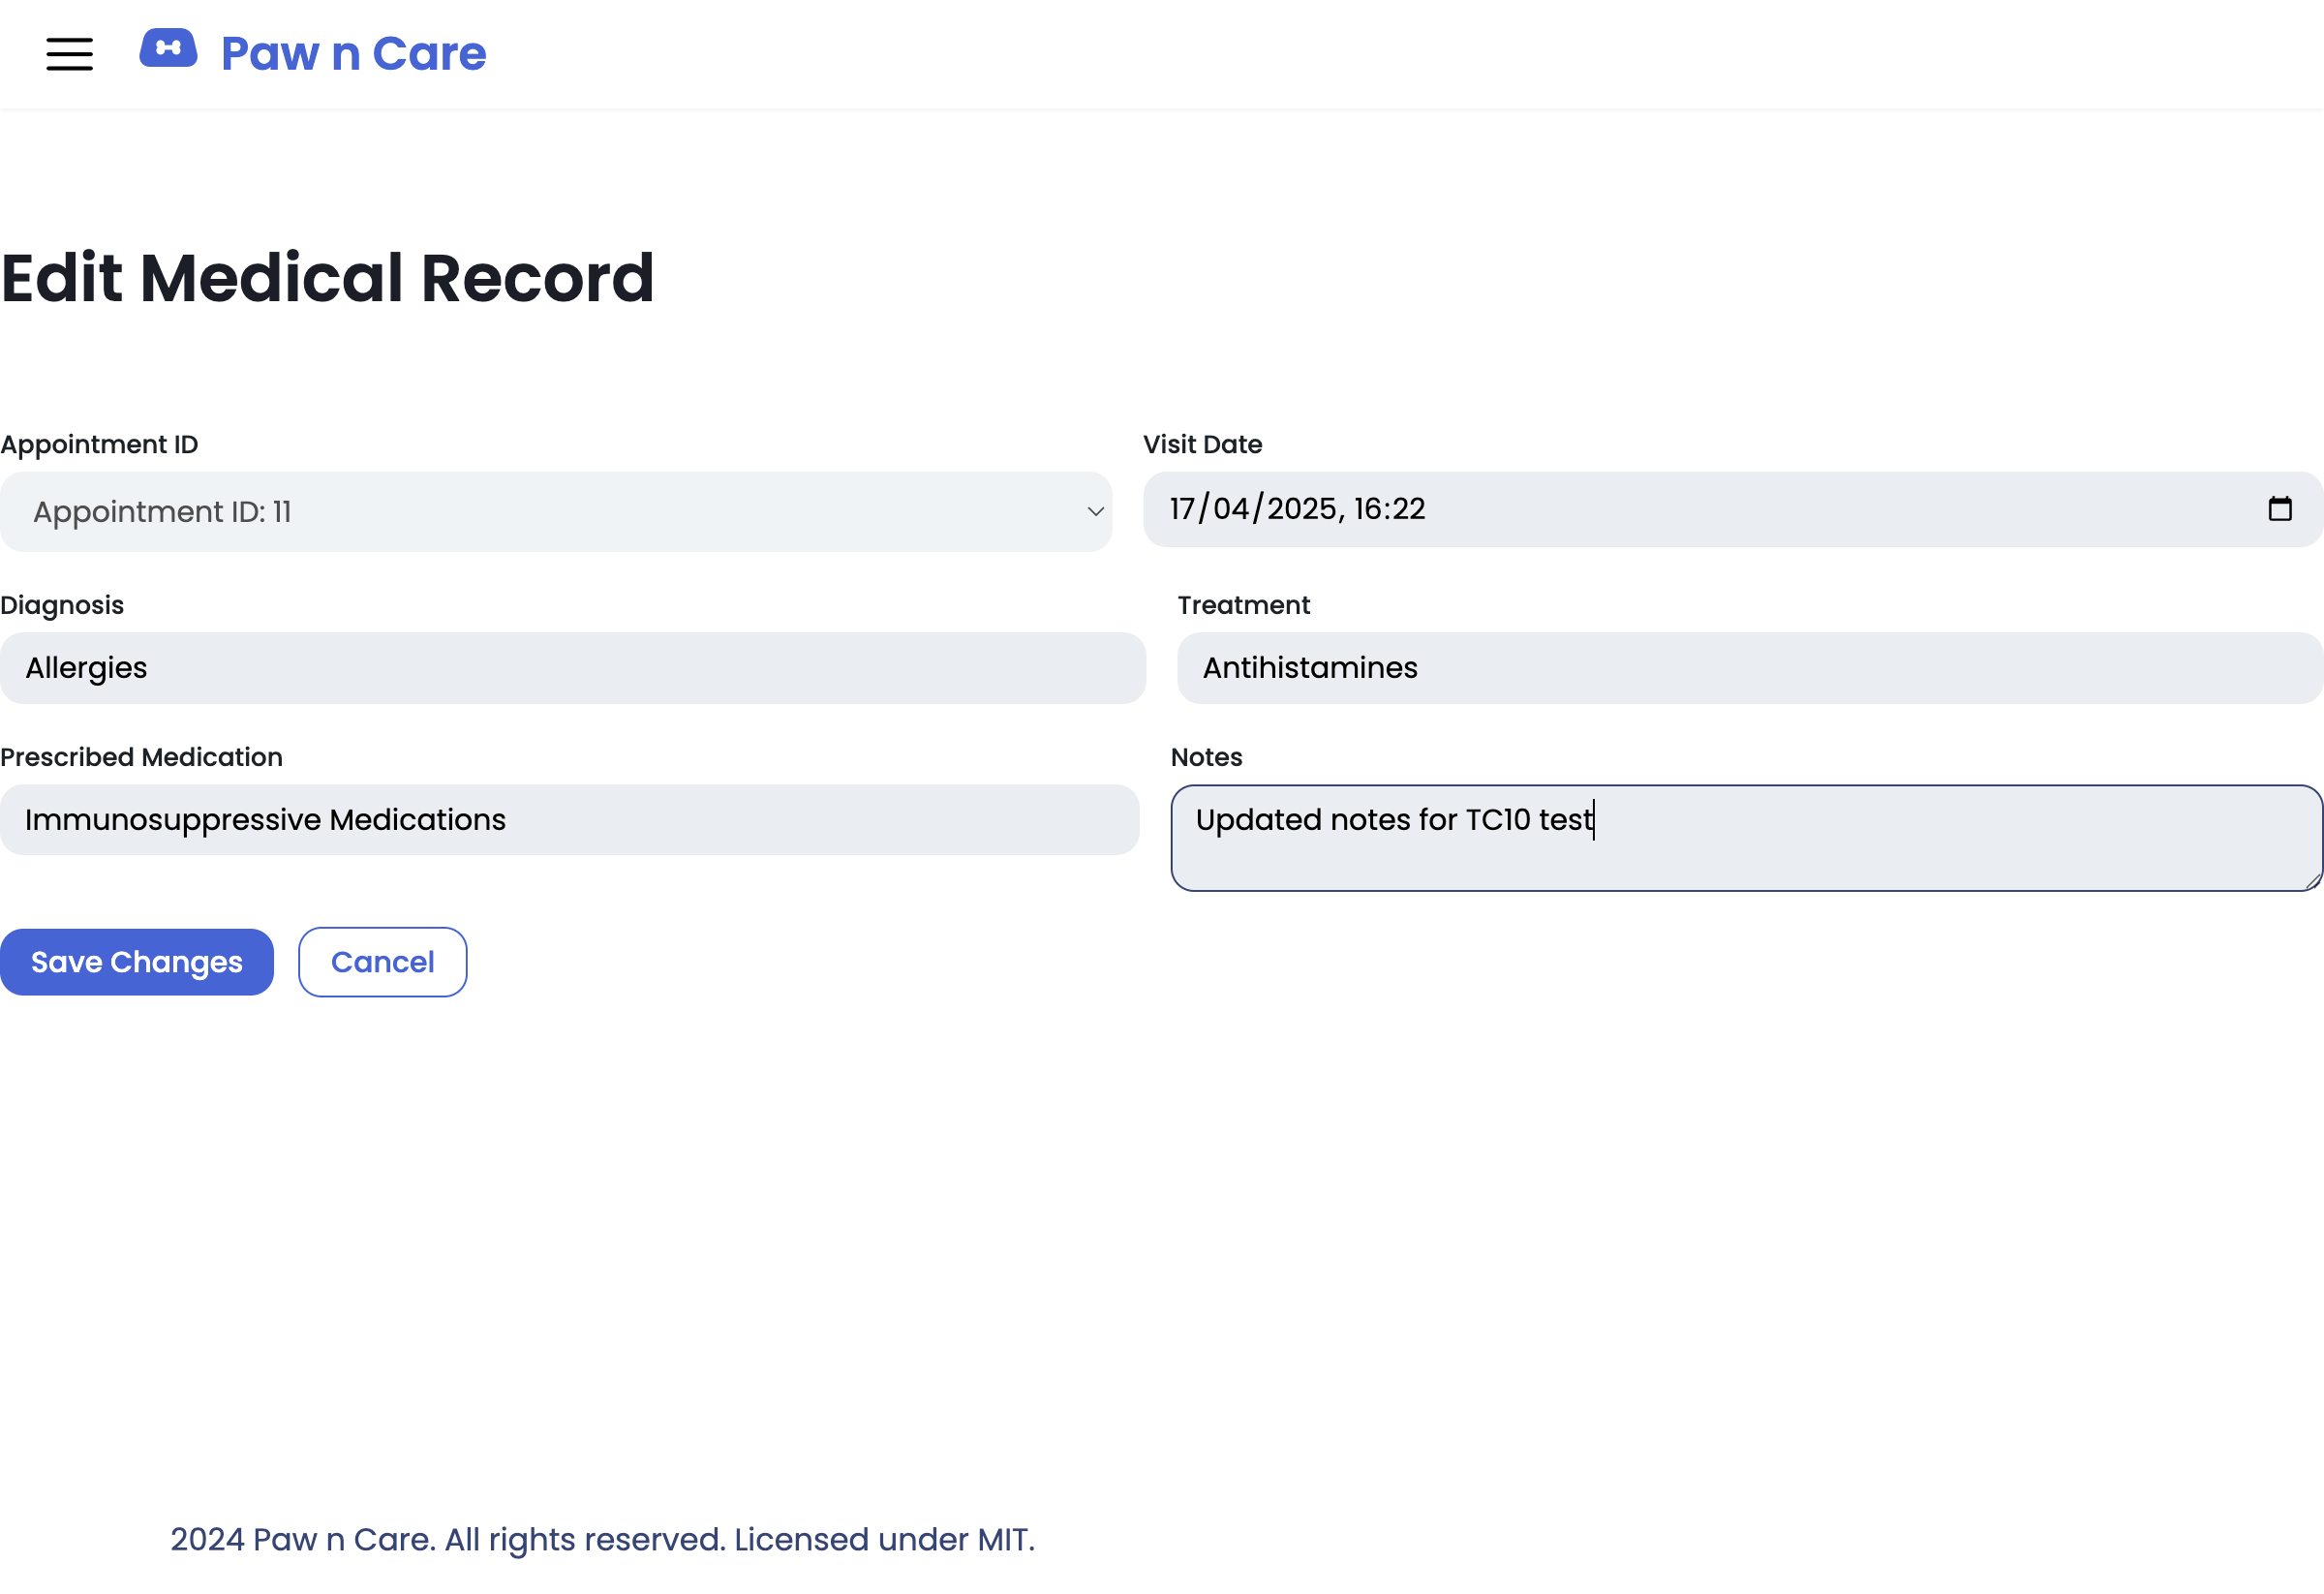 Paw n Care
Edit Medical Record
Appointment ID
Visit Date
Appointment ID: 11
17/04/2025, 16:22
Diagnosis
Treatment
Allergies
Antihistamines
Prescribed Medication
Notes
Immunosuppressive Medications
Updated notes for TC10 test
Save Changes
Cancel
2024 Paw n Care. All rights reserved. Licensed under MIT.